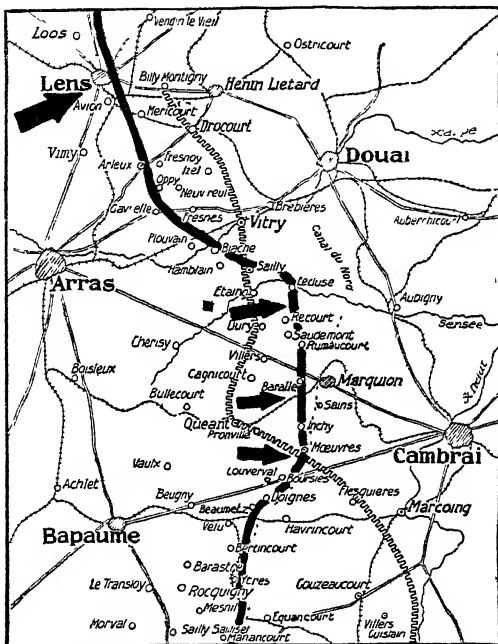 Vendin le Vieil
Loos
Ostricourt
Lens
Billy Montigny
Henin Lietard
Avion
Mericourt
Drocourt
Vimy
Douai
Arleux
Fresnoy
Izel
Oppy
Neuvreuil
Gavrelle
Fresnes
Brebières
Auberchicourt
Vitry
Plouvain
Biache
Canal du Nord
Hamblain
Sailly
Arras
Etaing
Lecluse
Aubigny
Recourt
Sensee
Dury
Saudemont
Cherisy
Rumaucourt
Villers
Boisleux
Cagnicourt
Baralle
Marquion
Bullecourt
Sains
Queant
Inchy
Pronville
Cambrai
Mœuvres
Vaulx
Louverval
Boursies
Achiet
Beugny
Doignes
Flesquieres
Beaumetz
Marcoing
Bapaume
Velu
Havrincourt
Bertincourt
Barastre
Le Transloy
Ytres
Rocquigny
Gouzeaucourt
Mesnil
Equancourt
Villers
Guislain
Morval
Sailly Saillisel
Manancourt